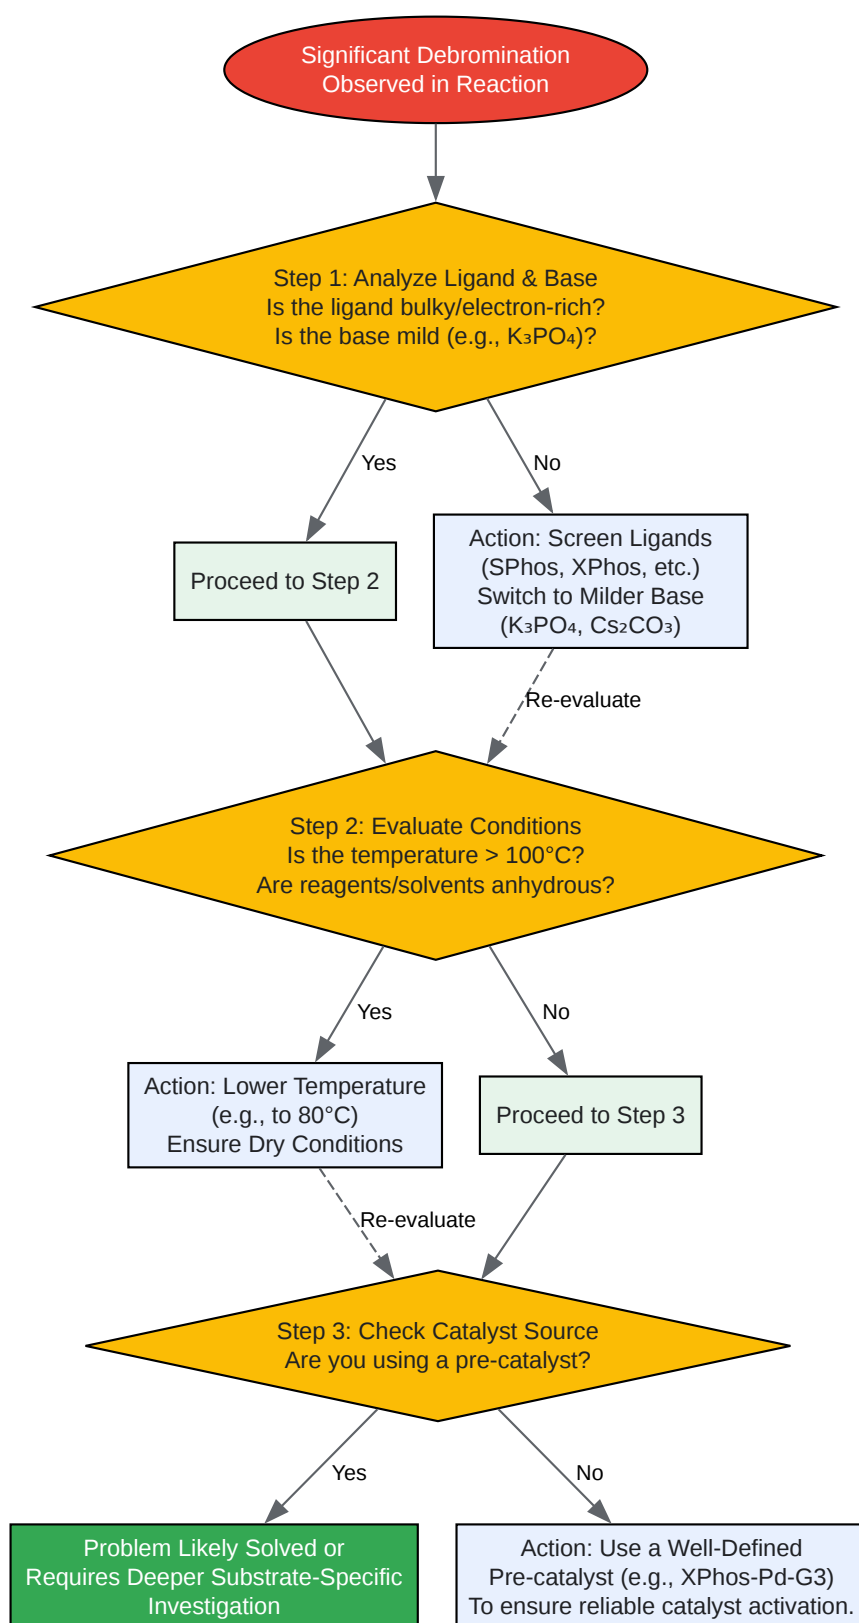 Significant Debromination
Observed in Reaction
Step 1: Analyze Ligand & Base
Is the ligand bulky/electron-rich?
Is the base mild (e.g., K₃PO₄)?
Yes
No
Proceed to Step 2
Action: Screen Ligands
(SPhos, XPhos, etc.)
Switch to Milder Base
(K₃PO₄, Cs₂CO₃)
Re-evaluate
Step 2: Evaluate Conditions
Is the temperature > 100°C?
Are reagents/solvents anhydrous?
Yes
No
Action: Lower Temperature
(e.g., to 80°C)
Ensure Dry Conditions
Proceed to Step 3
Re-evaluate
Step 3: Check Catalyst Source
Are you using a pre-catalyst?
Yes
No
Problem Likely Solved or
Requires Deeper Substrate-Specific
Investigation
Action: Use a Well-Defined
Pre-catalyst (e.g., XPhos-Pd-G3)
To ensure reliable catalyst activation.